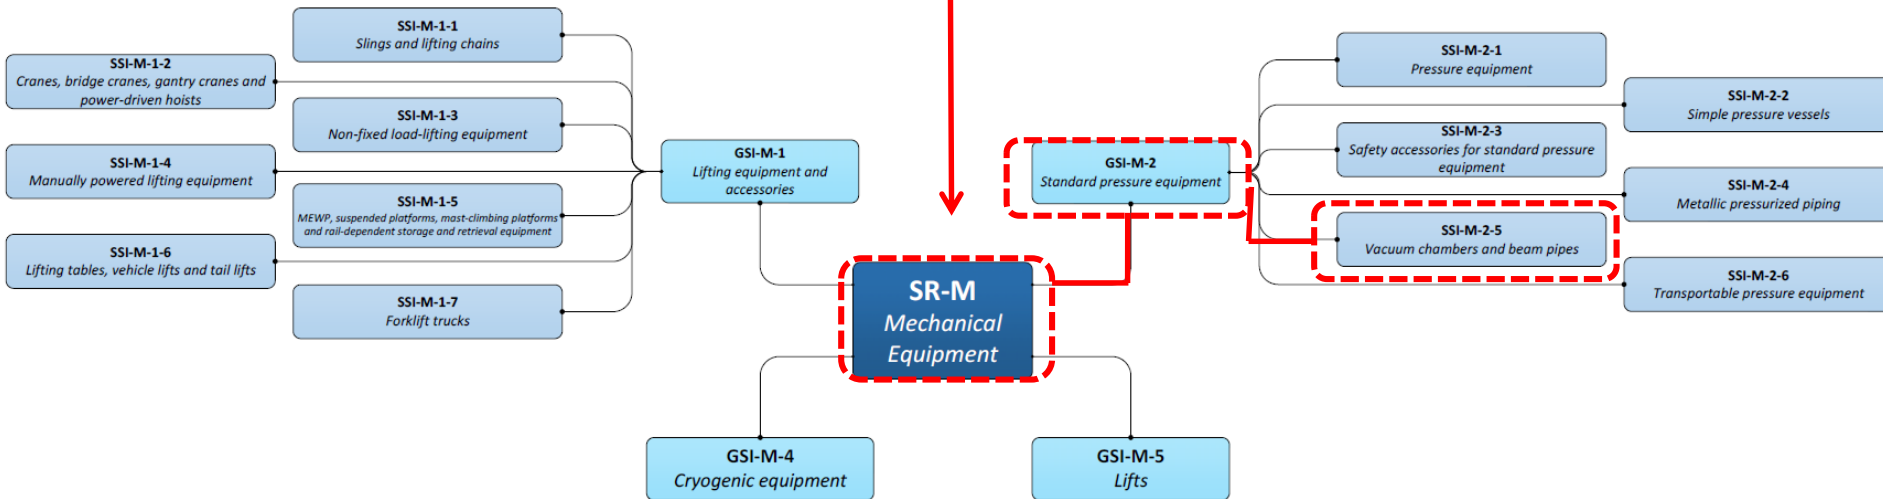 SSI-M-1-1
Slings and lifting chains
SSI-M-1-2
Cranes, bridge cranes, gantry cranes and
power-driven hoists
SSI-M-1-3
Non-fixed load-lifting equipment
SSI-M-1-4
Manually powered lifting equipment
SSI-M-1-5
MEWP, suspended platforms, mast-climbing platforms
and rail-dependent storage and retrieval equipment
SSI-M-1-6
Lifting tables, vehicle lifts and tail lifts
SSI-M-1-7
Forklift trucks
GSI-M-1
Lifting equipment and
accessories
SR-M
Mechanical
Equipment
GSI-M-4
Cryogenic equipment
GSI-M-5
Lifts
GSI-M-2
Standard pressure equipment
SSI-M-2-1
Pressure equipment
SSI-M-2-2
Simple pressure vessels
SSI-M-2-3
Safety accessories for standard pressure
equipment
SSI-M-2-4
Metallic pressurized piping
SSI-M-2-5
Vacuum chambers and beam pipes
SSI-M-2-6
Transportable pressure equipment